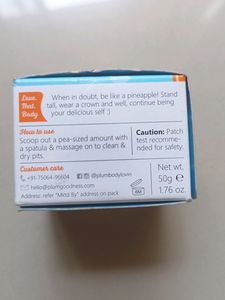 Love.
That.
Body
When in doubt, be like a pineapple! Stand
tall, wear a crown and well, continue being
your delicious self :)
How to use
Scoop out a pea-sized amount with
a spatula & massage on to clean &
dry pits.
Caution: Patch
test recomme-
nded for safety.
Customer care
+91-75064-96604 @plumbodylovin
hello@plumgoodness.com
Address: refer "Mktd By" address on pack
6M
Net wt.
50g e
1.76 oz.